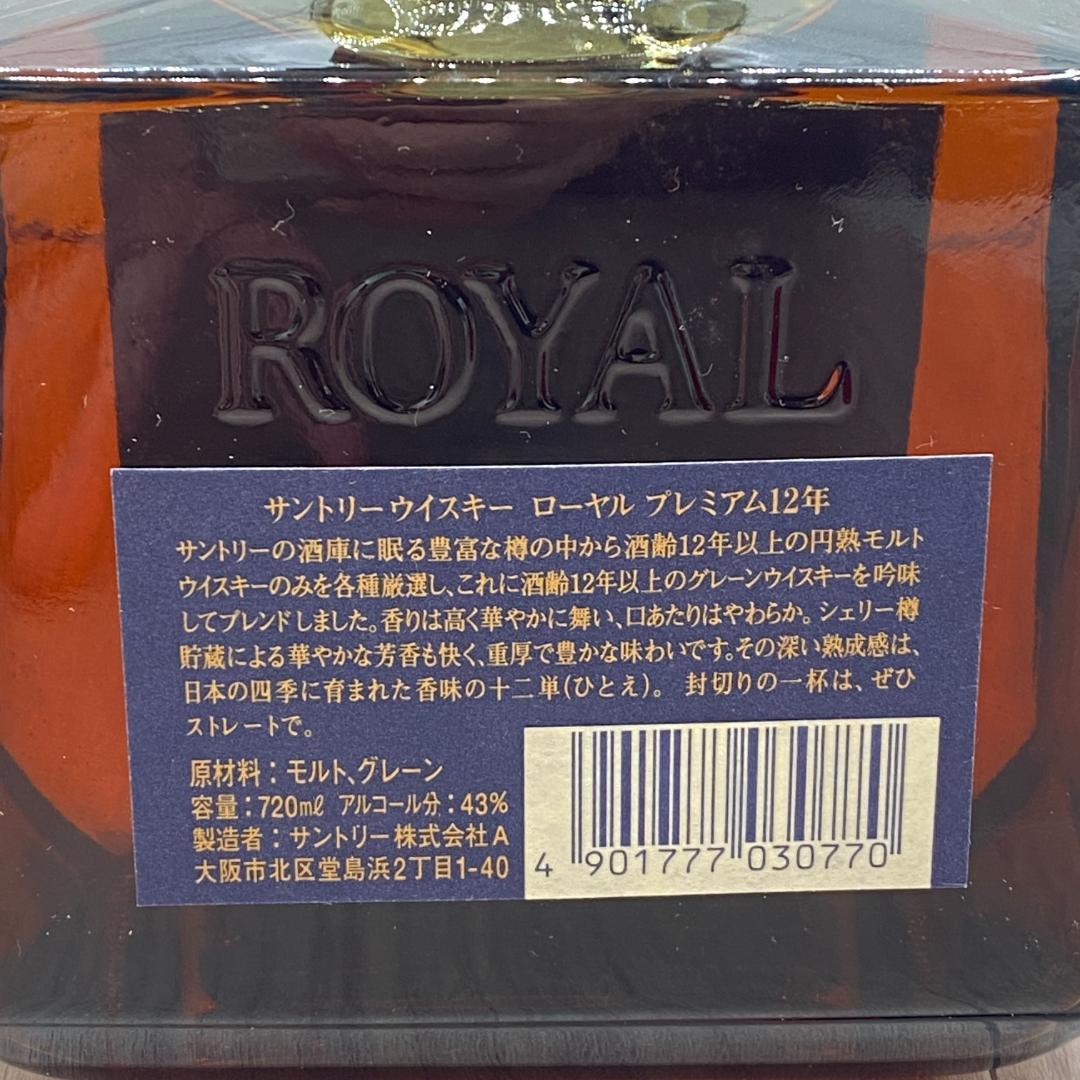 ROYAL
サントリーウイスキー ローヤル プレミアム12年
サントリーの酒庫に眠る豊富な樽の中から酒齢12年以上の円熟モルト
ウイスキーのみを各種厳選し、これに酒齢12年以上のグレーンウイスキーを吟味
してブレンドしました。香りは高く華やかに舞い、口あたりはやわらか。シェリー樽
貯蔵による華やかな芳香も快く、重厚で豊かな味わいです。その深い熟成感は、
日本の四季に育まれた香味の十二単(ひとえ)。 封切りの一杯は、ぜひ
ストレートで。
原材料：モルト、グレーン
容量：720㎖ アルコール分：43%
製造者：サントリー株式会社A
大阪市北区堂島浜2丁目1-40
4 901777 030770